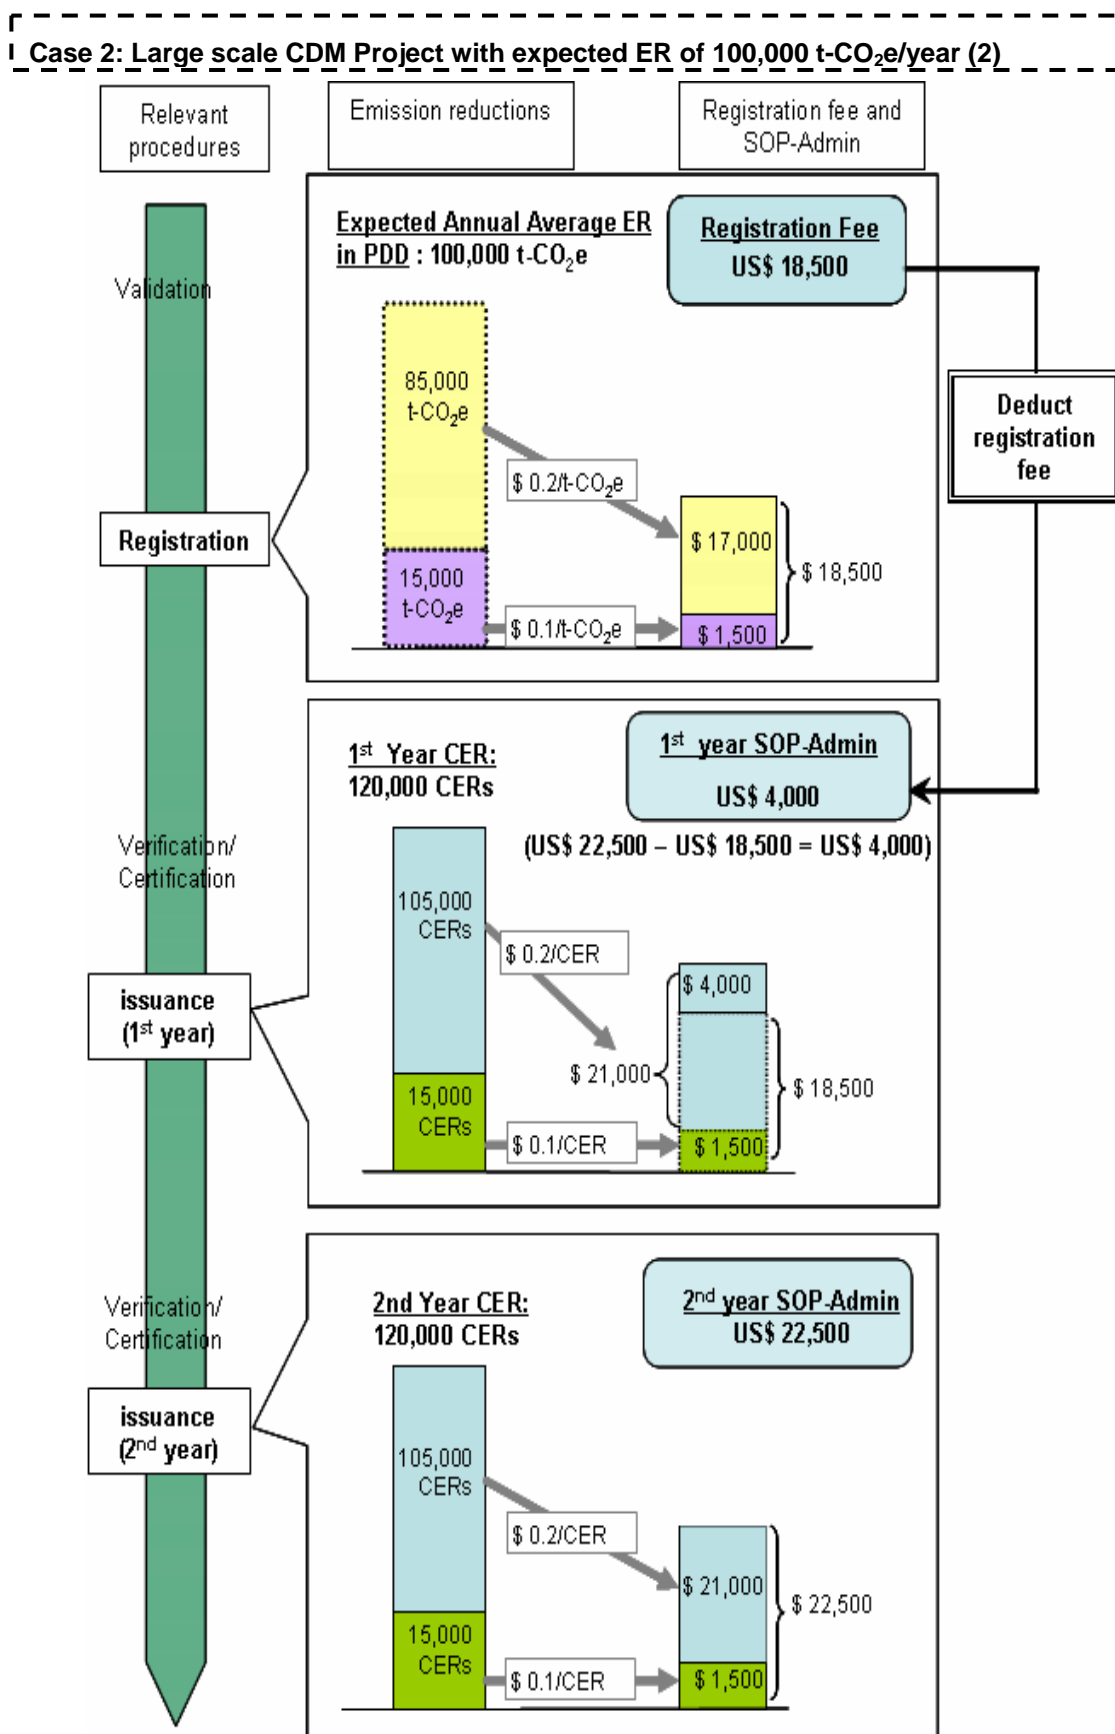 Case 2: Large scale CDM Project with expected ER of 100,000 t-CO₂e/year (2)
Relevant
procedures
Emission reductions
Registration fee and
SOP-Admin
Expected Annual Average ER
in PDD : 100,000 t-CO₂e
Registration Fee
US$ 18,500
Validation
85,000
t-CO₂e
Deduct
registration
fee
$ 0.2/t-CO₂e
Registration
$ 17,000
$ 18,500
15,000
t-CO₂e
$ 0.1/t-CO₂e
$ 1,500
1st Year CER:
120,000 CERs
1st year SOP-Admin
US$ 4,000
(US$ 22,500 – US$ 18,500 = US$ 4,000)
Verification/
Certification
105,000
CERs
$ 0.2/CER
$ 4,000
issuance
(1st year)
$ 21,000
$ 18,500
15,000
CERs
$ 0.1/CER
$ 1,500
2nd Year CER:
120,000 CERs
2nd year SOP-Admin
US$ 22,500
Verification/
Certification
issuance
(2nd year)
105,000
CERs
$ 0.2/CER
$ 21,000
$ 22,500
15,000
CERs
$ 0.1/CER
$ 1,500